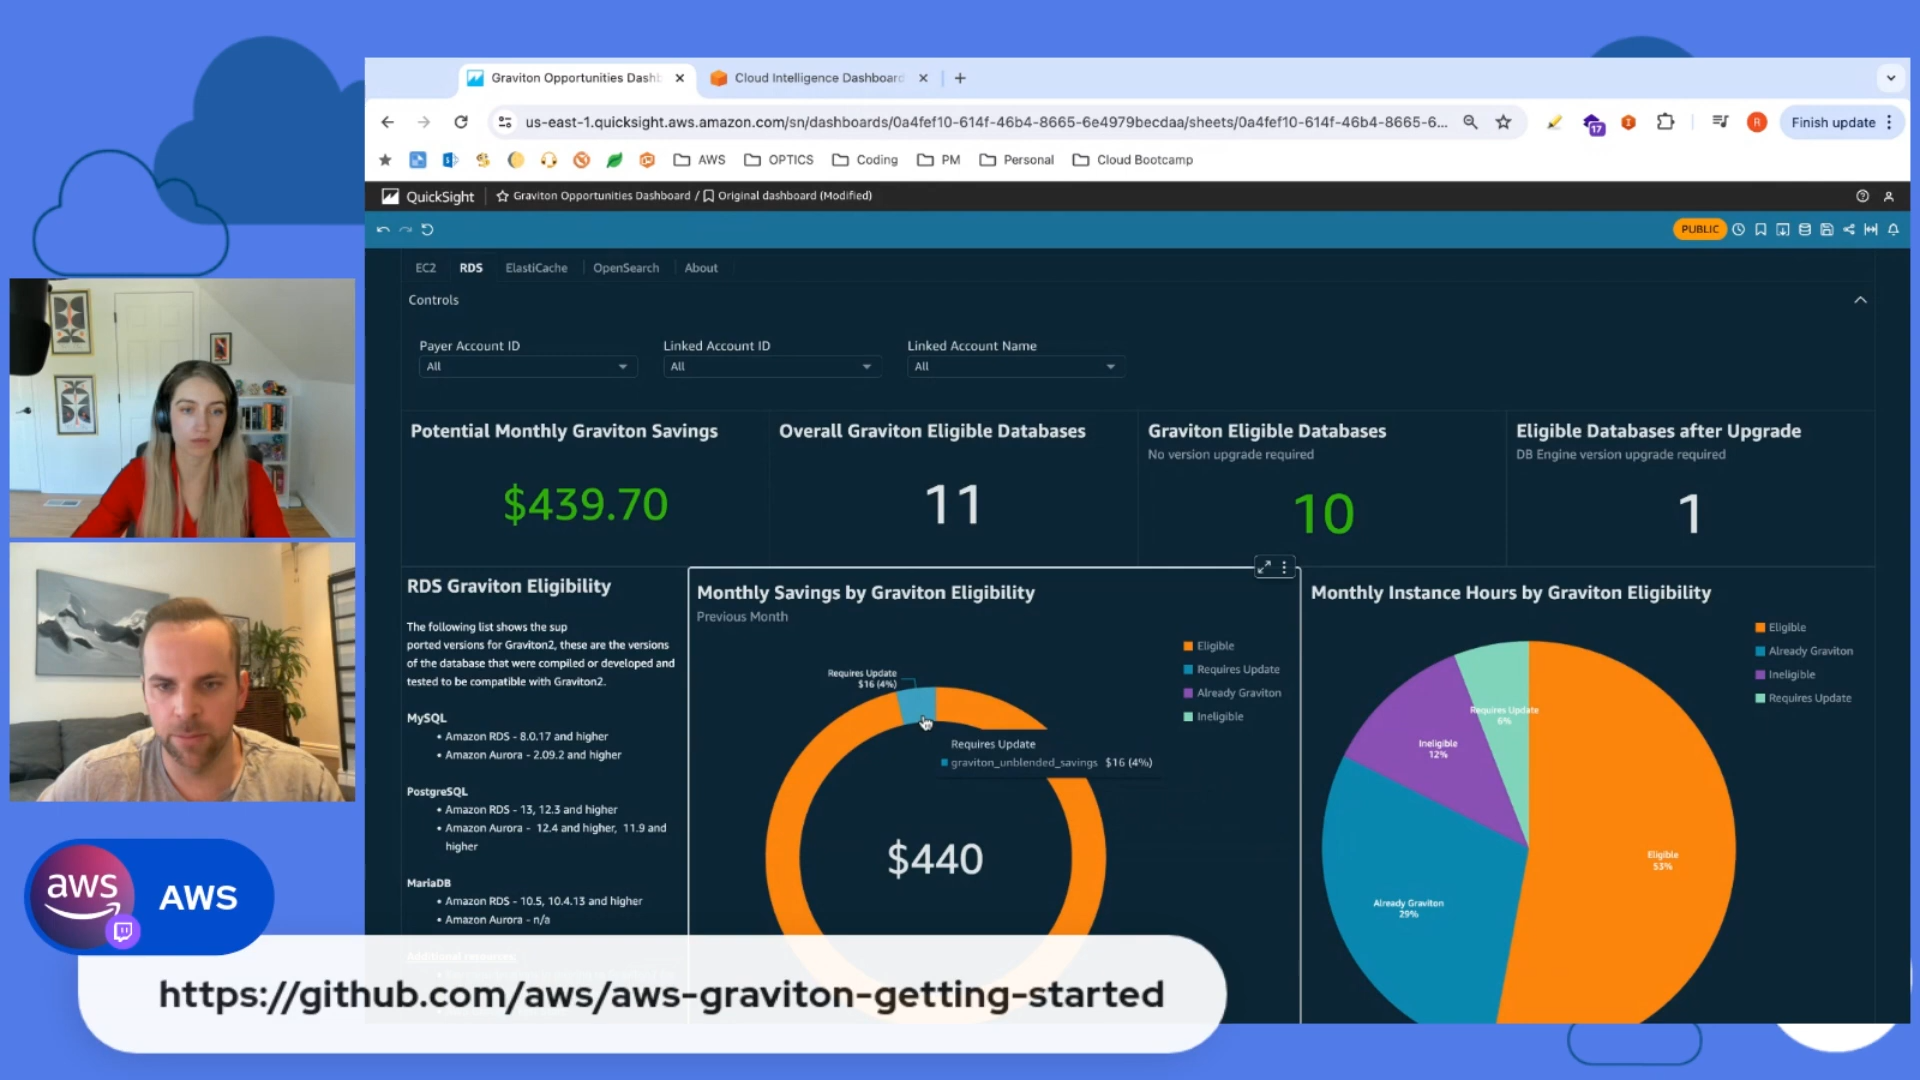 Graviton Opportunities Dashb
Cloud Intelligence Dashboard
us-east-1.quicksight.aws.amazon.com/sn/dashboards/0a4fef10-614f-46b4-8665-6e4979becdaa/sheets/0a4fef10-614f-46b4-8665-6...
17
R
Finish update
AWS
OPTICS
Coding
PM
Personal
Cloud Bootcamp
QuickSight
Graviton Opportunities Dashboard / Original dashboard (Modified)
PUBLIC
EC2 RDS ElastiCache OpenSearch About
Controls
Payer Account ID
All
Linked Account ID
All
Linked Account Name
All
Potential Monthly Graviton Savings
$439.70
Overall Graviton Eligible Databases
11
Graviton Eligible Databases
No version upgrade required
10
Eligible Databases after Upgrade
DB Engine version upgrade required
1
RDS Graviton Eligibility
The following list shows the sup
ported versions for Graviton2, these are the versions
of the database that were compiled or developed and
tested to be compatible with Graviton2.
MySQL
• Amazon RDS - 8.0.17 and higher
• Amazon Aurora - 2.09.2 and higher
PostgreSQL
• Amazon RDS - 13, 12.3 and higher
• Amazon Aurora - 12.4 and higher, 11.9 and
higher
MariaDB
• Amazon RDS - 10.5, 10.4.13 and higher
• Amazon Aurora - n/a
Additional resources:
Monthly Savings by Graviton Eligibility
Previous Month
Requires Update
$16 (4%)
Eligible
Requires Update
Already Graviton
Ineligible
Requires Update
graviton_unblended_savings $16 (4%)
$440
Monthly Instance Hours by Graviton Eligibility
Eligible
Already Graviton
Ineligible
Requires Update
Requires Update
6%
Ineligible
12%
Eligible
53%
Already Graviton
29%
aws
AWS
https://github.com/aws/aws-graviton-getting-started